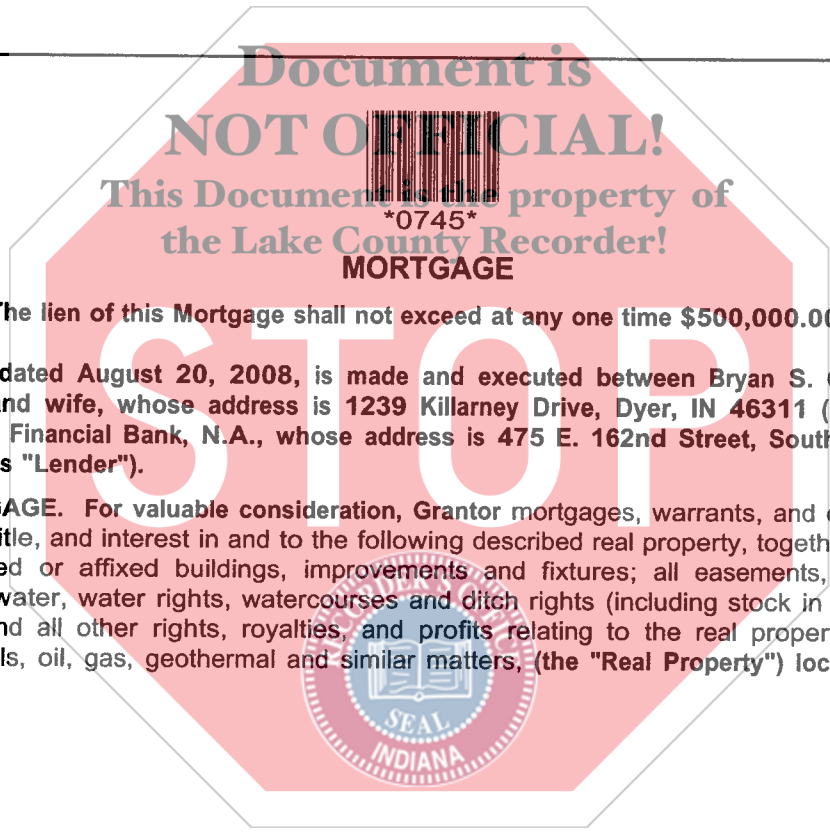 Document is
NOT OFFICIAL!
This Document is the property of
the Lake County Recorder!
*0745*
MORTGAGE
The lien of this Mortgage shall not exceed at any one time $500,000.00
dated August 20, 2008, is made and executed between Bryan S.
and wife, whose address is 1239 Killarney Drive, Dyer, IN 46311 (
Financial Bank, N.A., whose address is 475 E. 162nd Street, South
s "Lender").
GAGE. For valuable consideration, Grantor mortgages, warrants, and
title, and interest in and to the following described real property, togeth
ed or affixed buildings, improvements and fixtures; all easements,
water, water rights, watercourses and ditch rights (including stock in
nd all other rights, royalties, and profits relating to the real proper
ls, oil, gas, geothermal and similar matters, (the "Real Property") loc
STOP
RECORDER'S OFFICE
SEAL
INDIANA